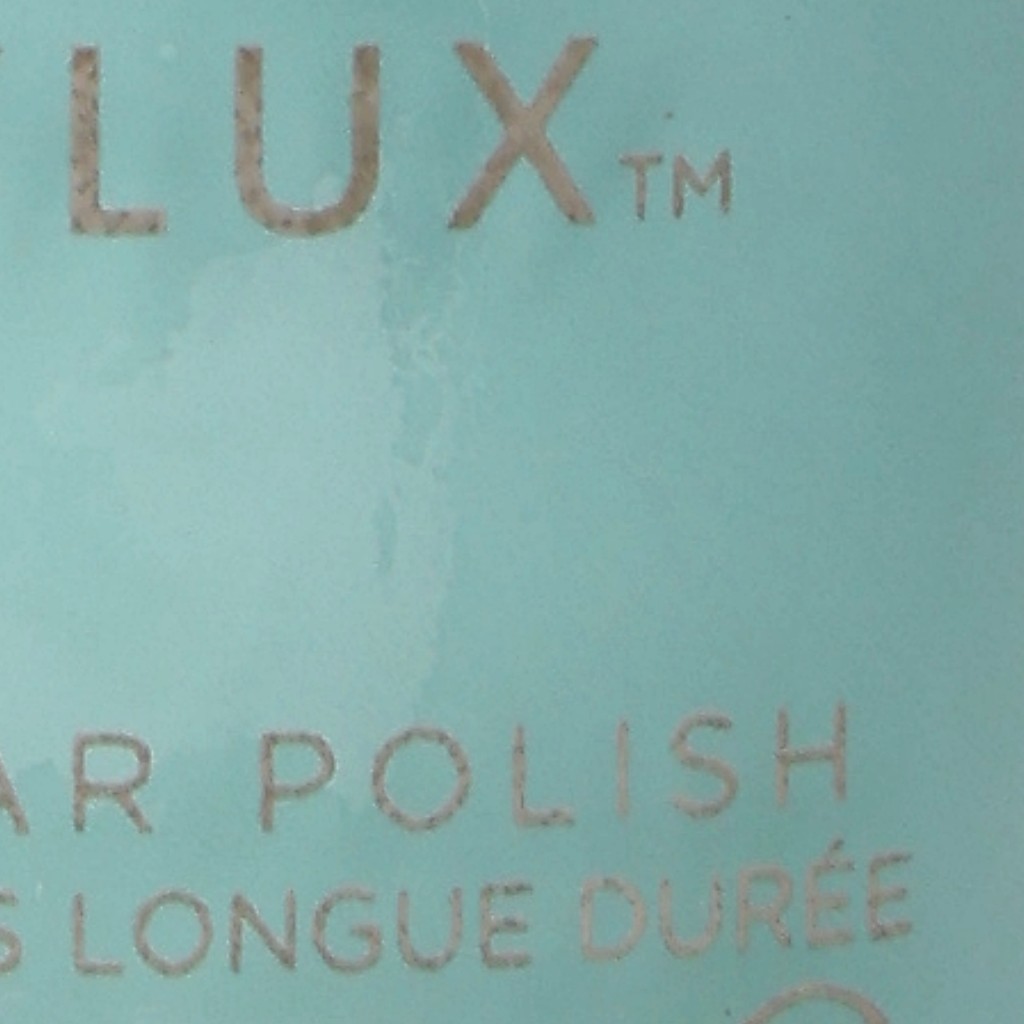 LUX™
AR POLISH
S LONGUE DURÉE